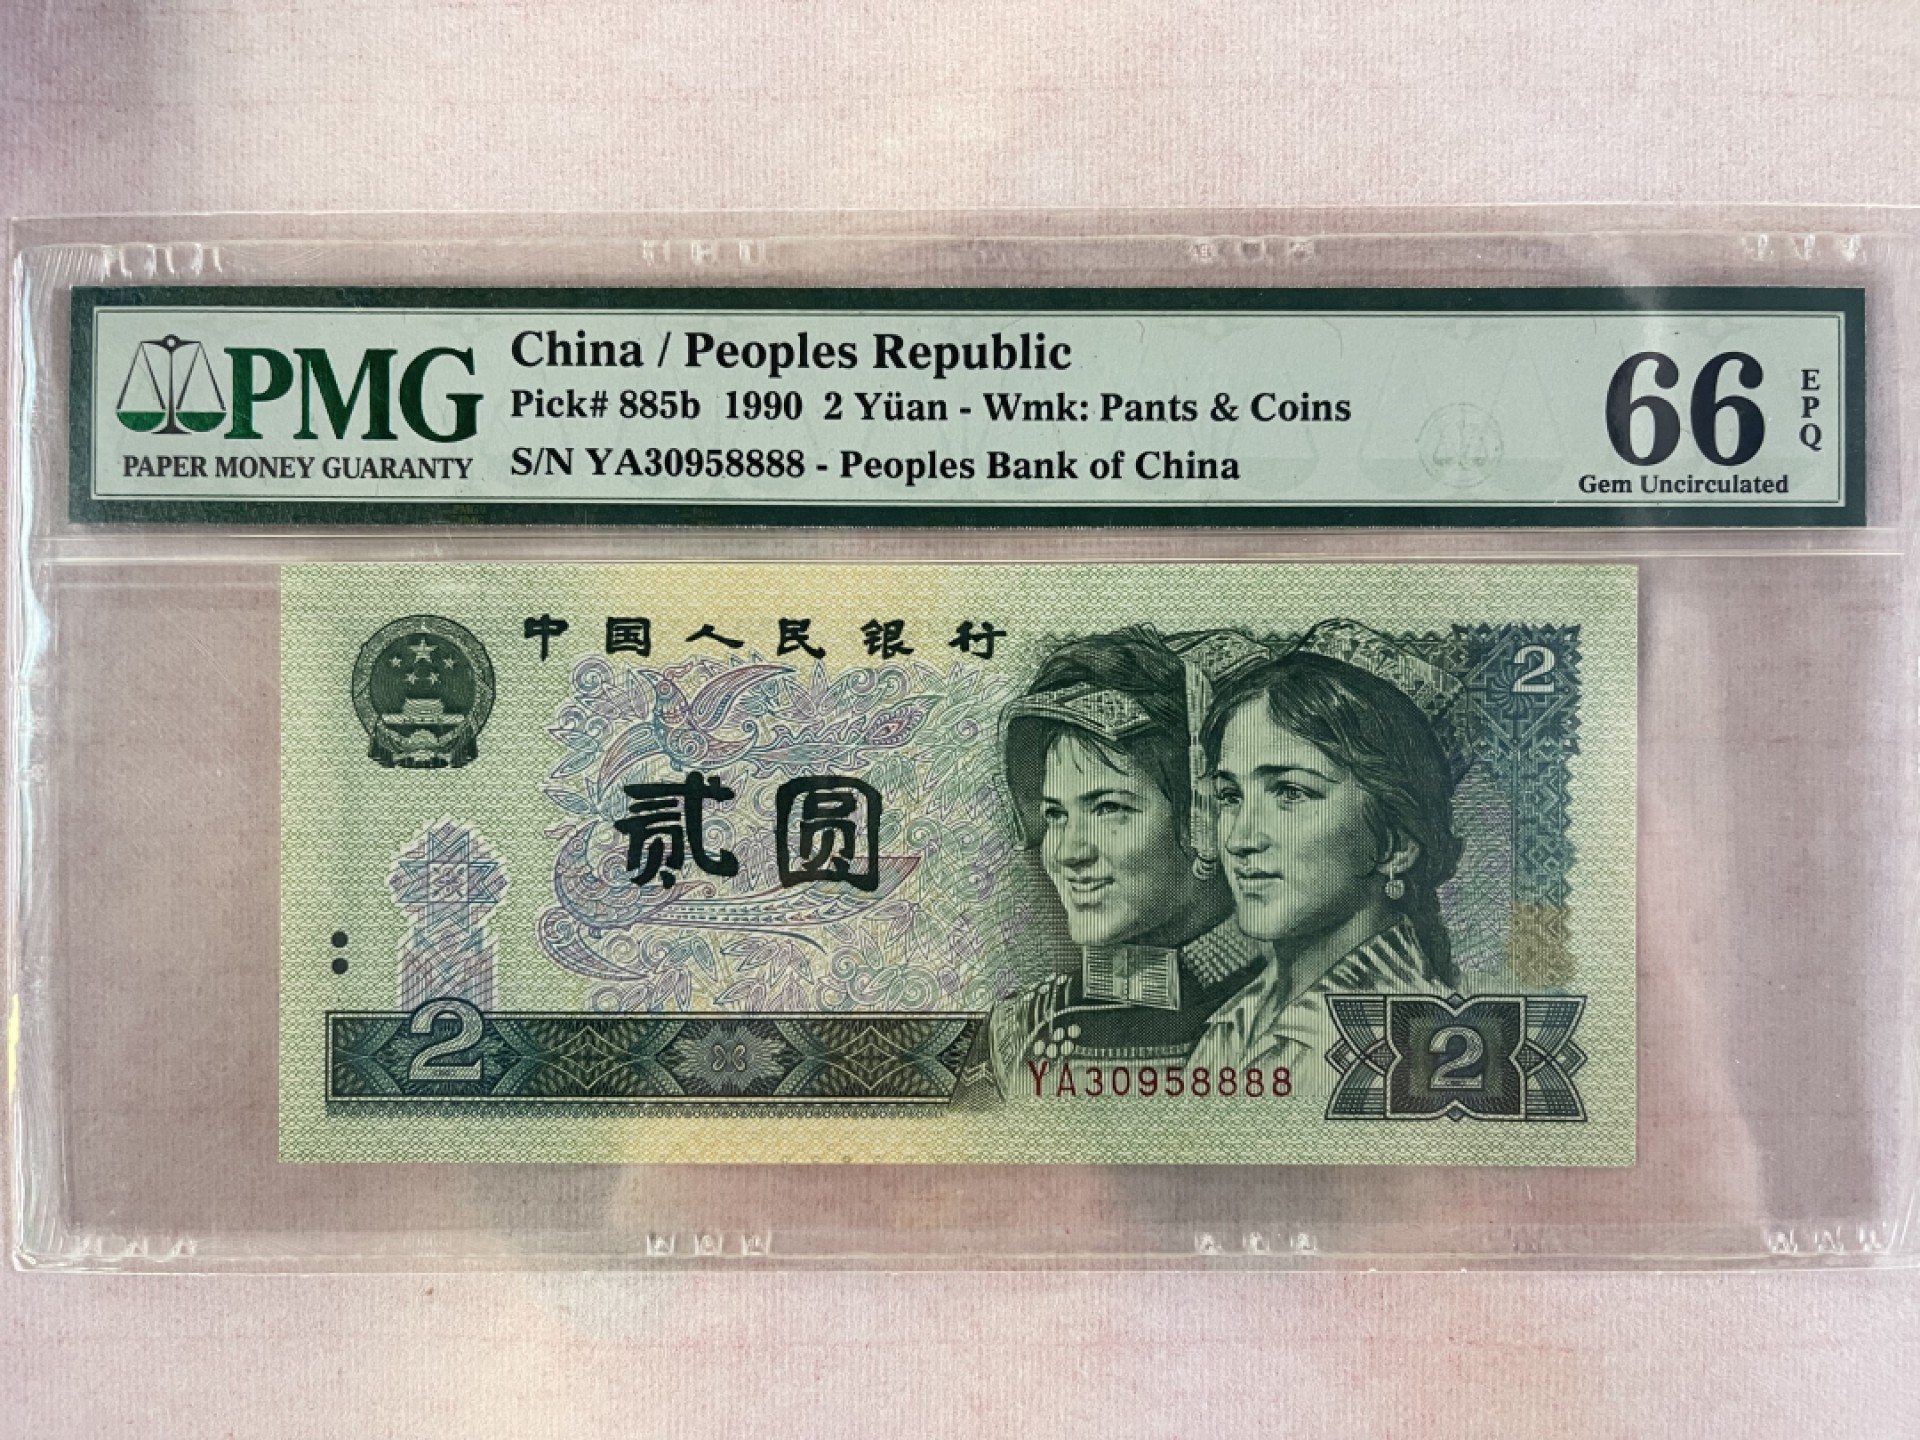 PMG
PAPER MONEY GUARANTY
China / Peoples Republic
Pick# 885b 1990 2 Yüan - Wmk: Pants & Coins
S/N YA30958888 - Peoples Bank of China
66
EPQ
Gem Uncirculated
中国人民银行
2
贰圆
2
YA30958888
2